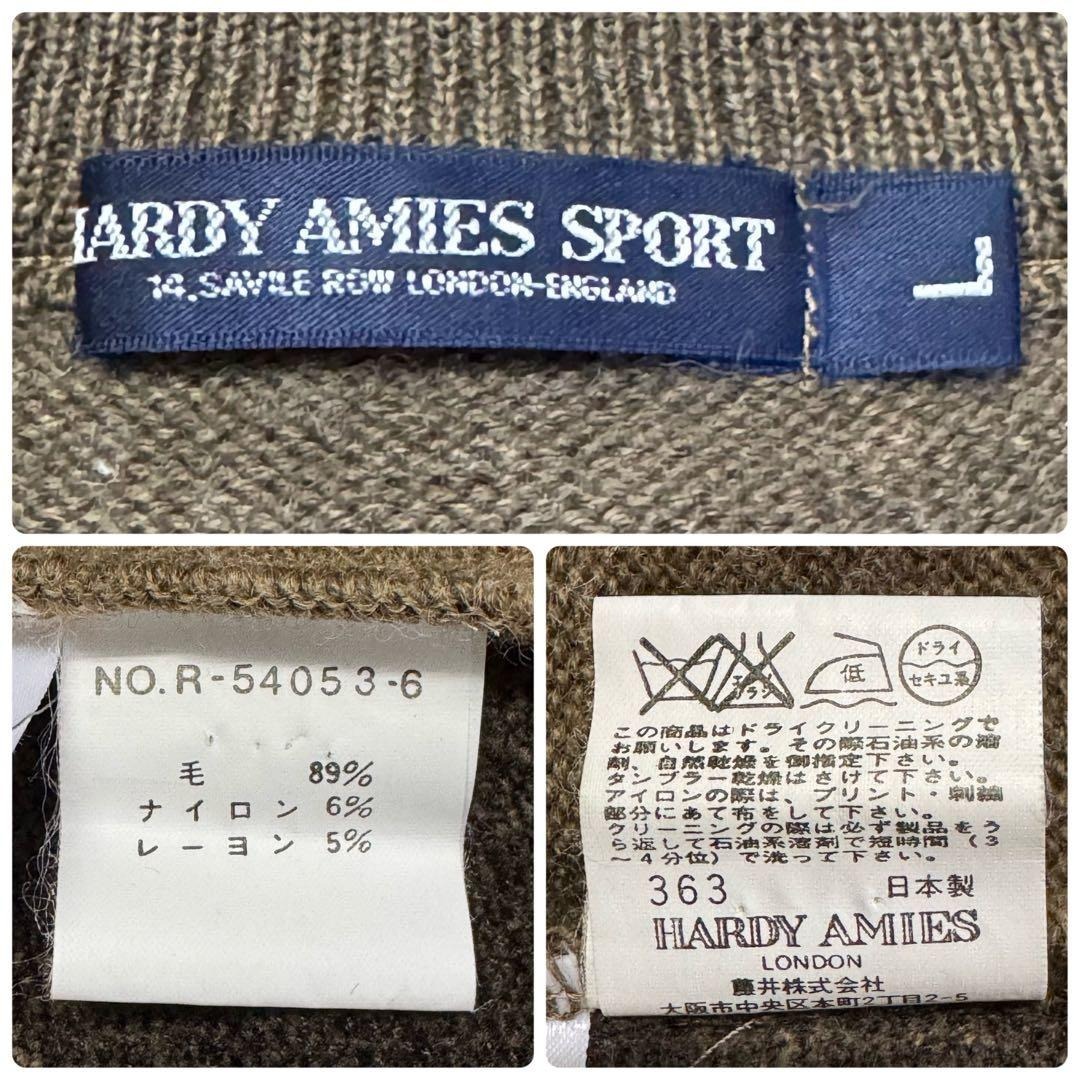 HARDY AMIES SPORT
14, SAVILE ROW LONDON-ENGLAND
L
NO. R-54053-6
毛 89%
ナイロン 6%
レーヨン 5%
エンソ
サラシ
低
ドライ
セキユ系
この商品はドライクリーニングで
お願いします。その際石油系の溶
剤、自然乾燥を御指定下さい。
タンブラー乾燥はさけて下さい。
アイロンの際は、プリント・刺繍
部分にあて布をして下さい。
クリーニングの際は必ず製品をう
ら返して石油系溶剤で短時間(3
~4分位)で洗って下さい。
363 日本製
HARDY AMIES
LONDON
藤井株式会社
大阪市中央区本町2丁目2-5